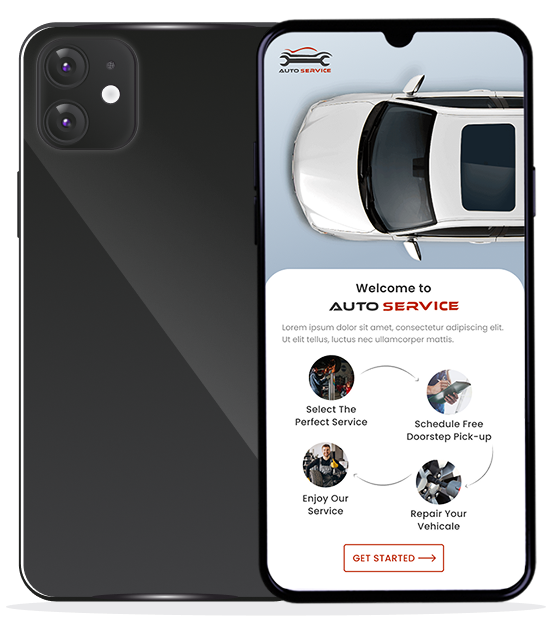 AUTO SERVICE
Welcome to
AUTO SERVICE
Lorem ipsum dolor sit amet, consectetur adipiscing elit.
Ut elit tellus, luctus nec ullamcorper mattis.
Select The
Perfect Service
Schedule Free
Doorstep Pick-up
Enjoy Our
Service
Repair Your
Vehicale
GET STARTED